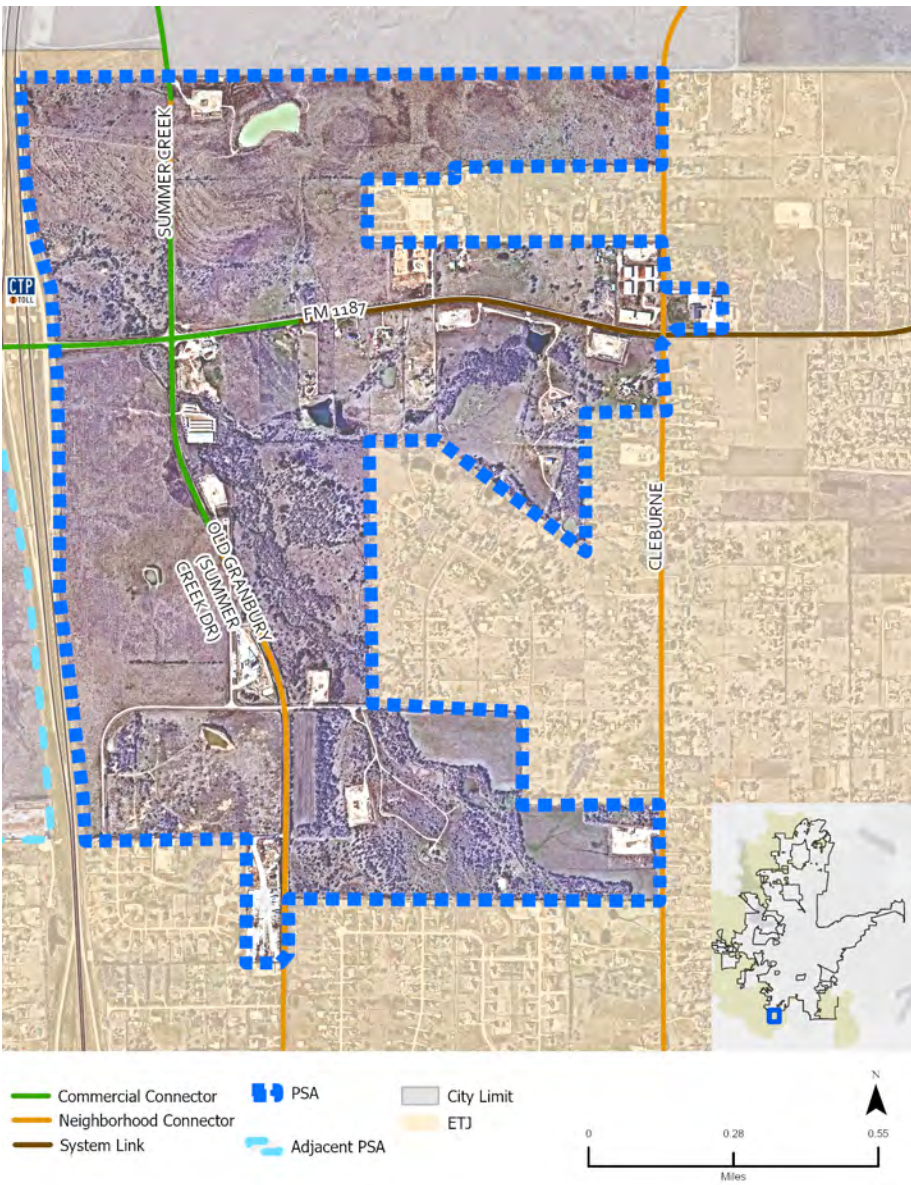 SUMMER CREEK
CTP
TOLL
FM 1187
CLEBURNE
OLD GRANBURY
(SUMMER
CREEK DR)
Commercial Connector
Neighborhood Connector
System Link
PSA
Adjacent PSA
City Limit
ETJ
N
0
0.28
0.55
Miles